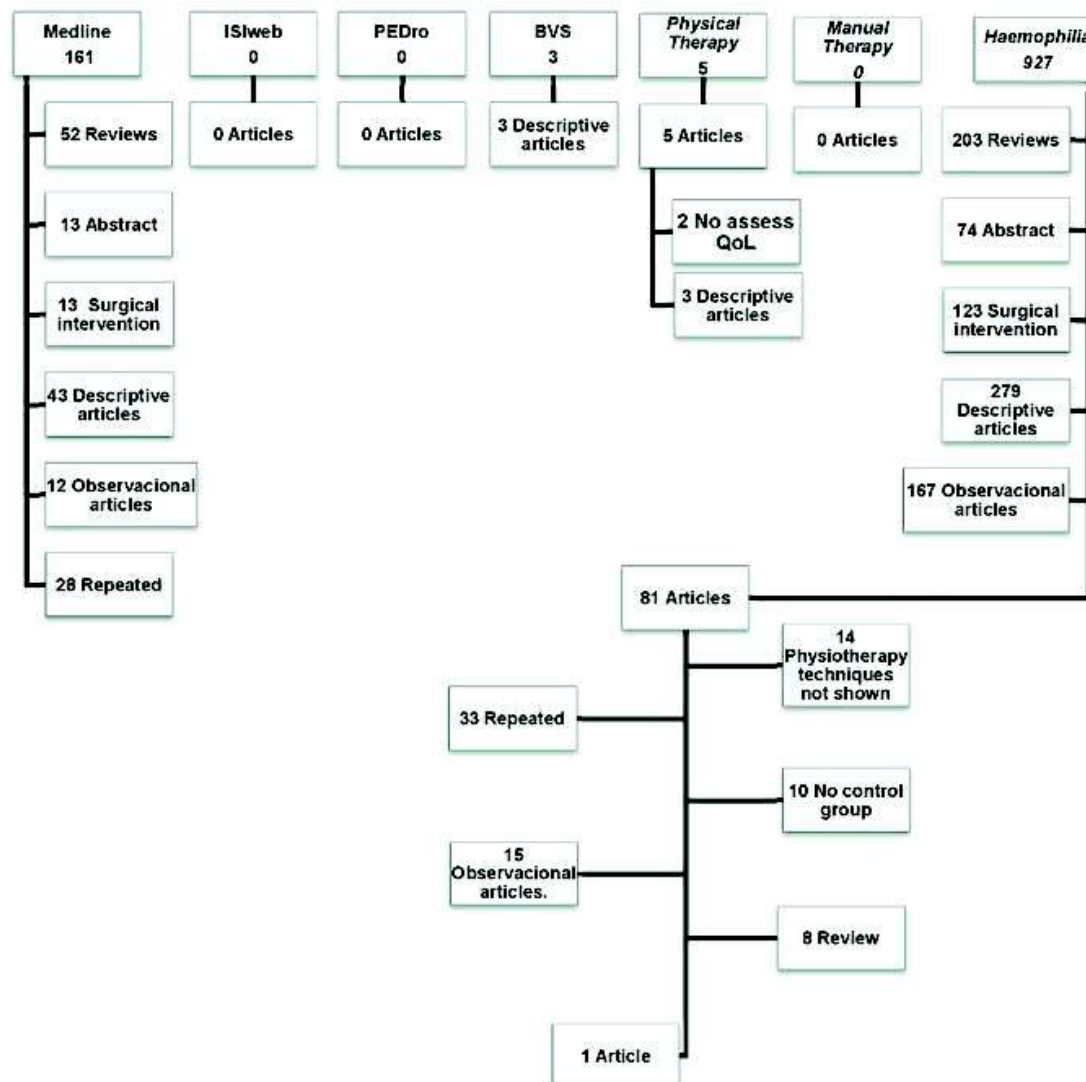 Medline
161
ISIweb
0
PEDro
0
BVS
3
Physical
Therapy
5
Manual
Therapy
0
Haemophilia
927
52 Reviews
0 Articles
0 Articles
3 Descriptive
articles
5 Articles
0 Articles
203 Reviews
13 Abstract
2 No assess
QoL
74 Abstract
13 Surgical
intervention
3 Descriptive
articles
123 Surgical
intervention
43 Descriptive
articles
279
Descriptive
articles
12 Observacional
articles
167 Observacional
articles
28 Repeated
81 Articles
14
Physiotherapy
techniques
not shown
33 Repeated
10 No control
group
15
Observacional
articles.
8 Review
1 Article